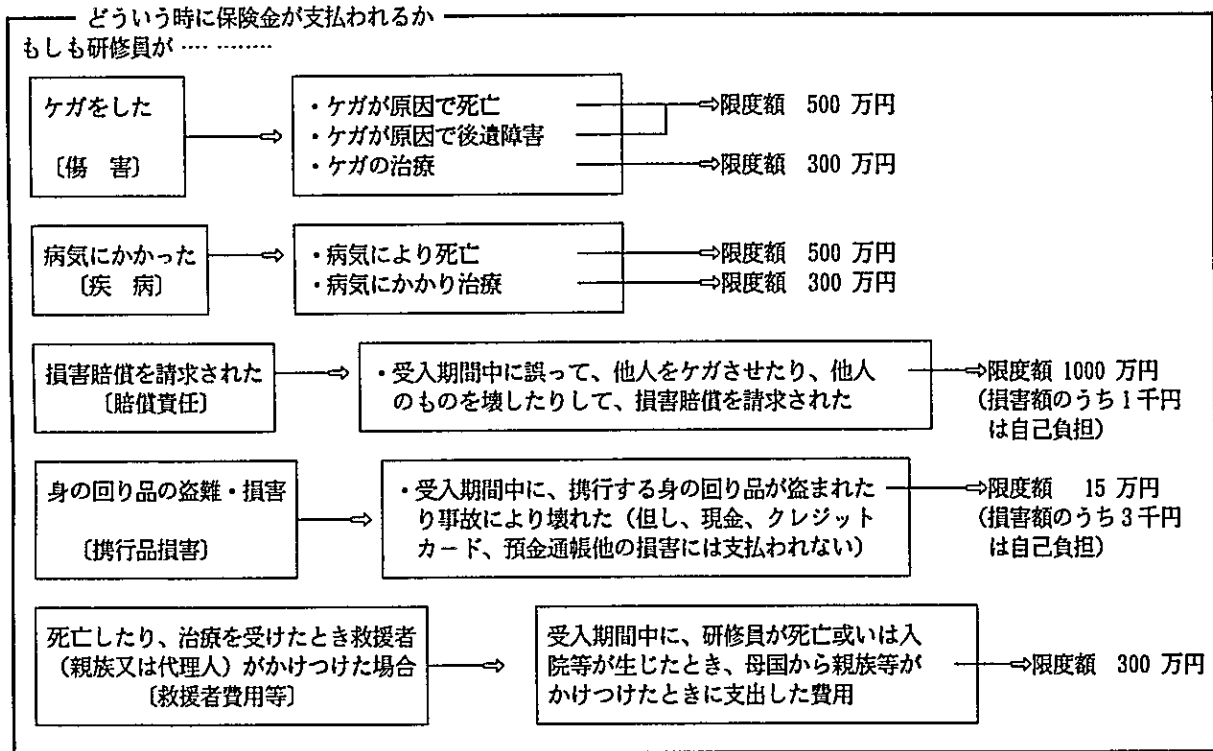 どういう時に保険金が支払われるか
もしも研修員が …… ………
ケガをした
〔傷 害〕
・ケガが原因で死亡
・ケガが原因で後遺障害
・ケガの治療
⇨限度額 500 万円
⇨限度額 300 万円
病気にかかった
〔疾 病〕
・病気により死亡
・病気にかかり治療
⇨限度額 500 万円
⇨限度額 300 万円
損害賠償を請求された
〔賠償責任〕
・受入期間中に誤って、他人をケガさせたり、他人
のものを壊したりして、損害賠償を請求された
⇨限度額 1000 万円
(損害額のうち1千円
は自己負担)
身の回り品の盗難・損害
〔携行品損害〕
・受入期間中に、携行する身の回り品が盗まれた
り事故により壊れた(但し、現金、クレジット
カード、預金通帳他の損害には支払われない)
⇨限度額 15 万円
(損害額のうち3千円
は自己負担)
死亡したり、治療を受けたとき救援者
(親族又は代理人)がかけつけた場合
〔救援者費用等〕
受入期間中に、研修員が死亡或いは入
院等が生じたとき、母国から親族等が
かけつけたときに支出した費用
⇨限度額 300 万円